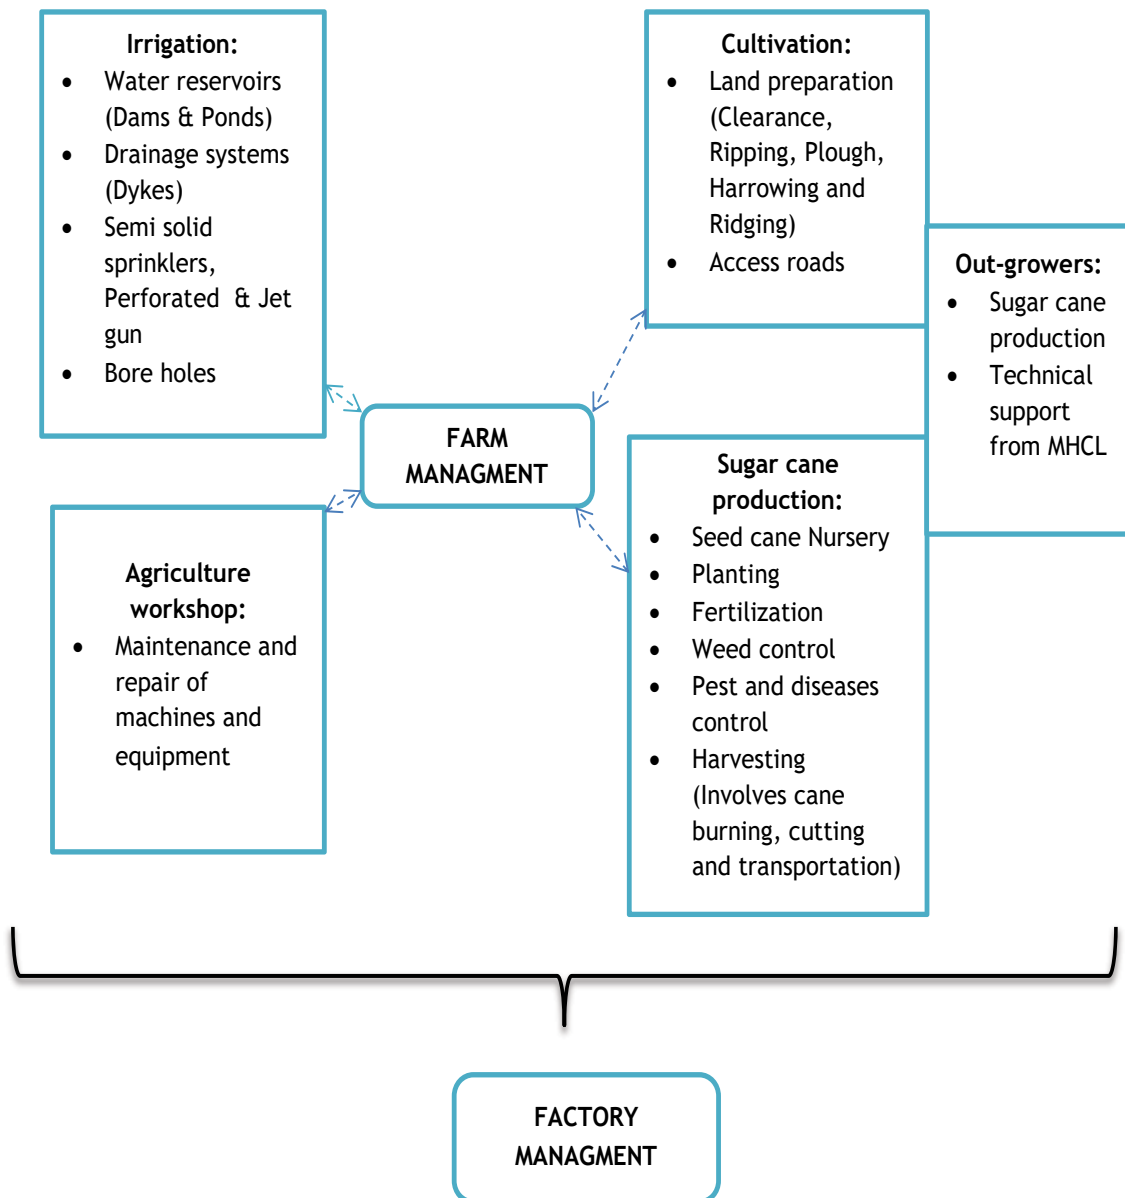 Irrigation:
• Water reservoirs
(Dams & Ponds)
• Drainage systems
(Dykes)
• Semi solid
sprinklers,
Perforated & Jet
gun
• Bore holes
Cultivation:
• Land preparation
(Clearance,
Ripping, Plough,
Harrowing and
Ridging)
• Access roads
Out-growers:
• Sugar cane
production
• Technical
support
from MHCL
FARM
MANAGMENT
Agriculture
workshop:
• Maintenance and
repair of
machines and
equipment
Sugar cane
production:
• Seed cane Nursery
• Planting
• Fertilization
• Weed control
• Pest and diseases
control
• Harvesting
(Involves cane
burning, cutting
and transportation)
FACTORY
MANAGMENT